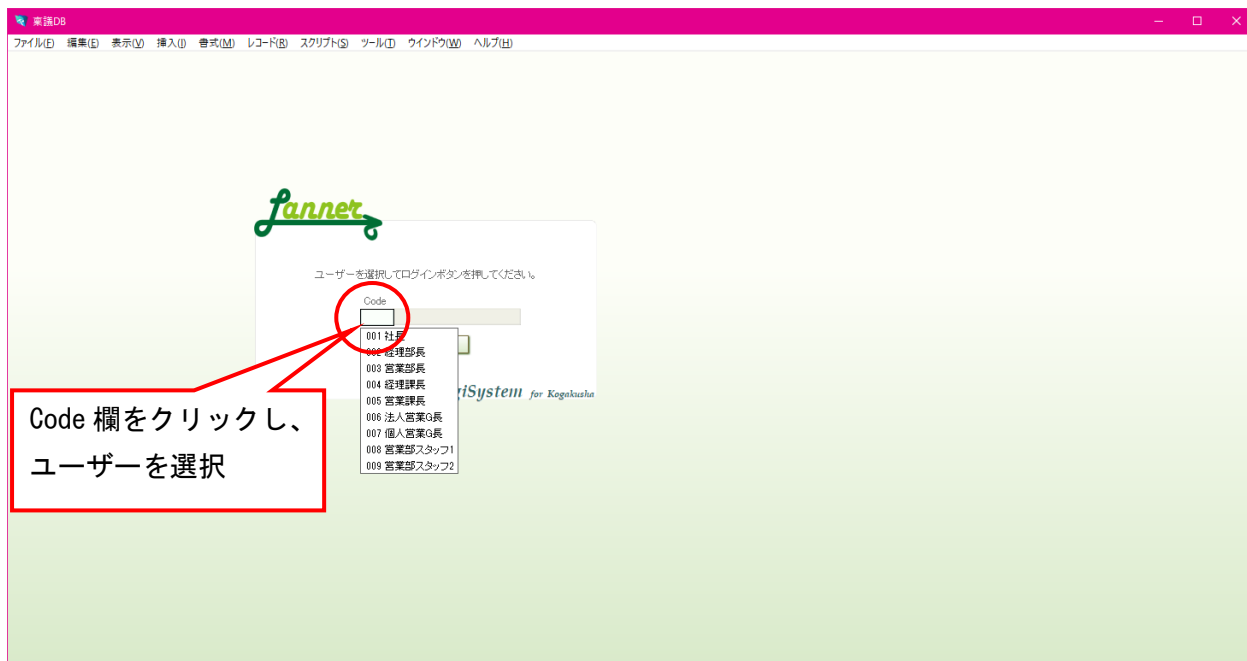 稟議DB
ファイル(F) 編集(E) 表示(V) 挿入(I) 書式(M) レコード(R) スクリプト(S) ツール(T) ウインドウ(W) ヘルプ(H)
Lanner
ユーザーを選択してログインボタンを押してください。
Code
001 社長
002 経理部長
003 営業部長
004 経理課長
005 営業課長
006 法人営業G長
007 個人営業G長
008 営業部スタッフ1
009 営業部スタッフ2
giSystem for Kogakusha
Code 欄をクリックし、
ユーザーを選択